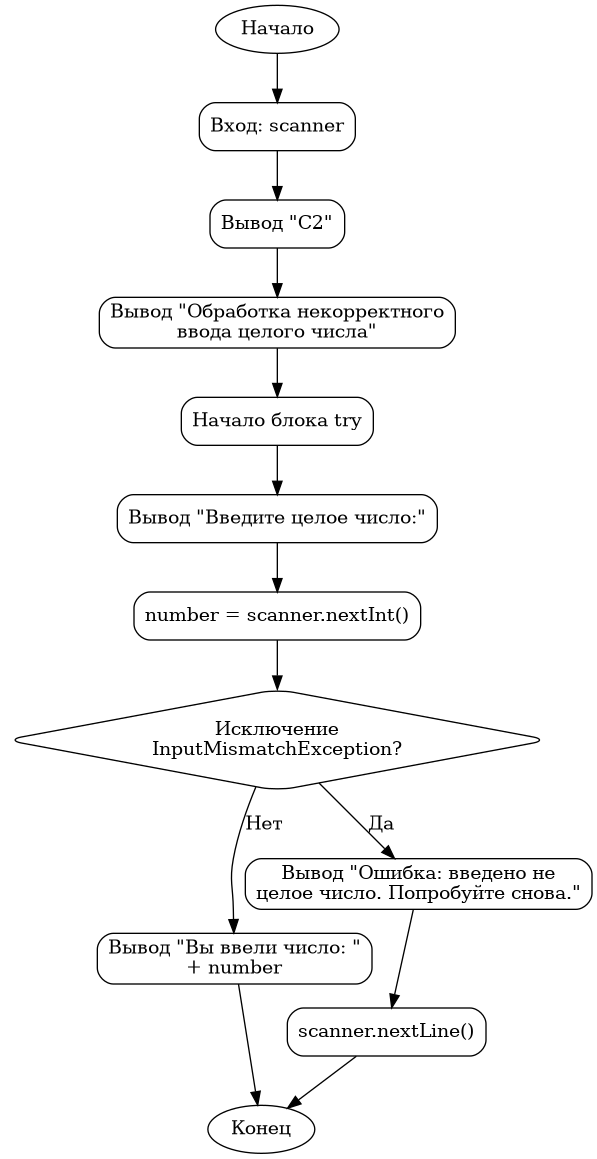 Начало
Вход: scanner
Вывод "C2"
Вывод "Обработка некорректного
ввода целого числа"
Начало блока try
Вывод "Введите целое число:"
number = scanner.nextInt()
Исключение
InputMismatchException?
Нет
Да
Вывод "Ошибка: введено не
целое число. Попробуйте снова."
Вывод "Вы ввели число: "
+ number
scanner.nextLine()
Конец